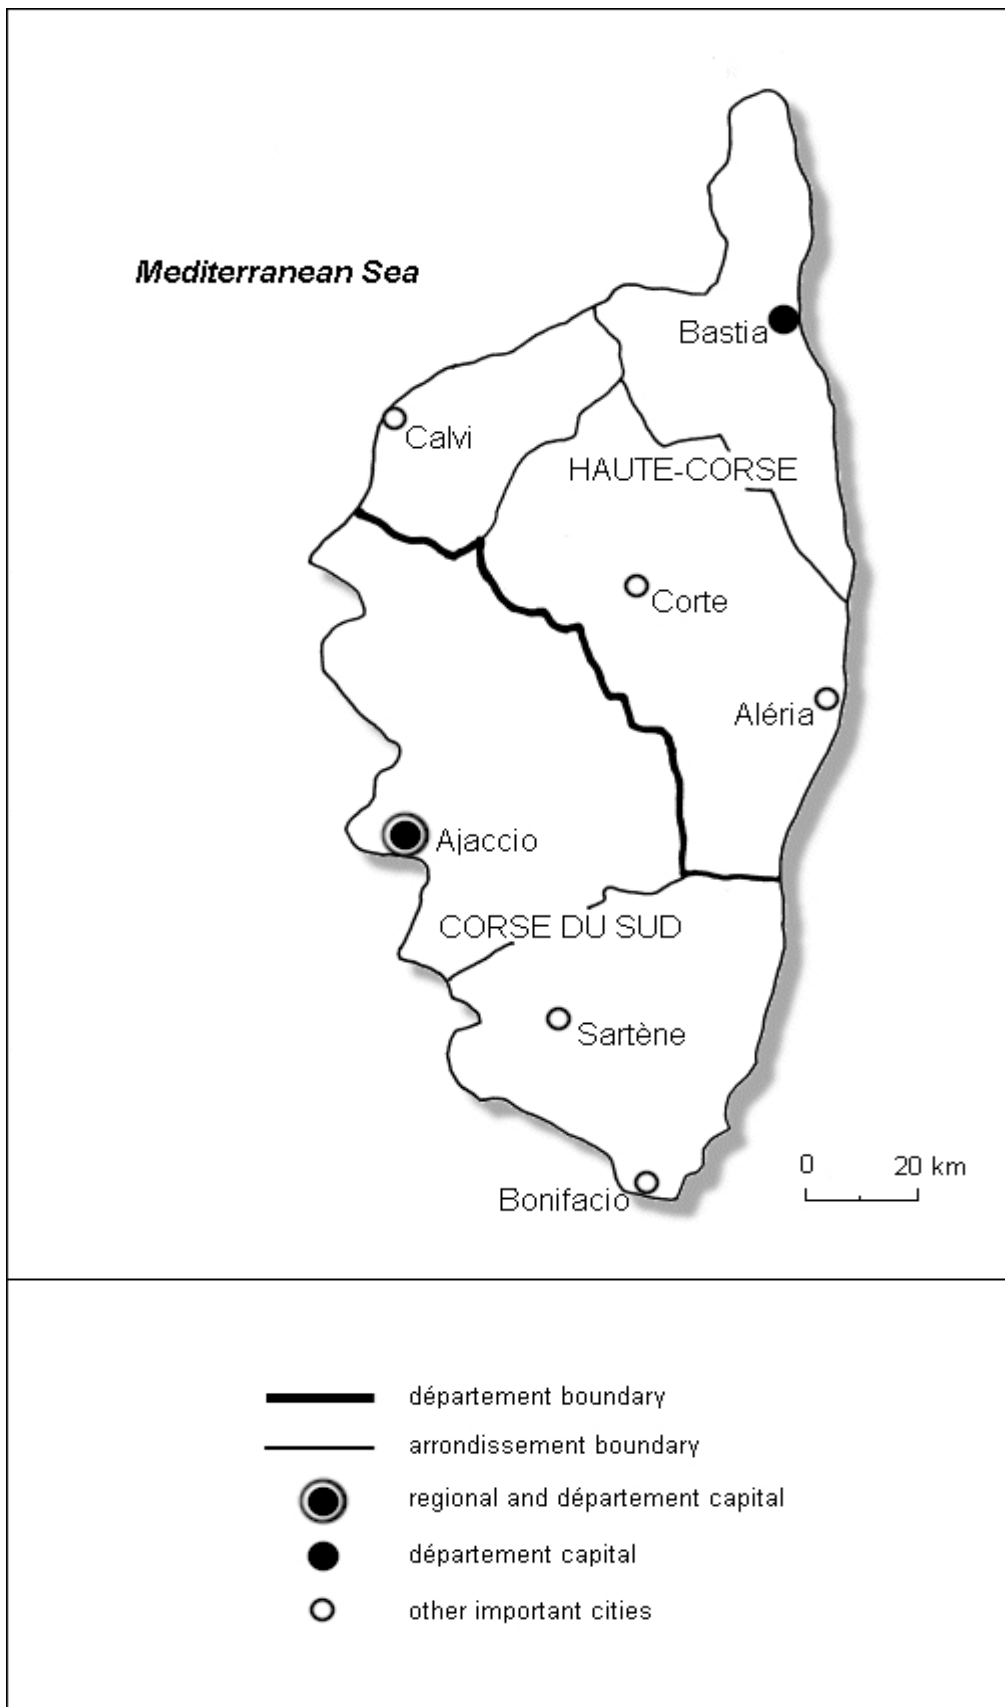 Mediterranean Sea
Bastia
Calvi
HAUTE-CORSE
Corte
Aléria
Ajaccio
CORSE DU SUD
Sartène
0 20 km
Bonifacio
département boundary
arrondissement boundary
regional and département capital
département capital
other important cities